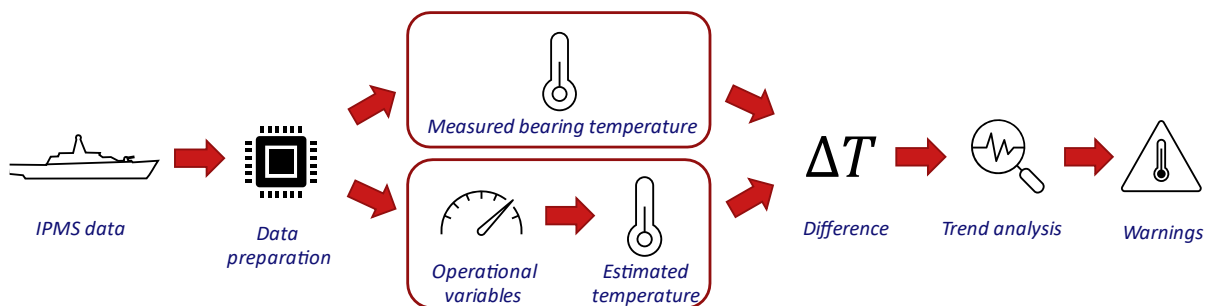 IPMS data
Data
preparation
Measured bearing temperature
Operational
variables
Estimated
temperature
ΔT
Difference
Trend analysis
Warnings